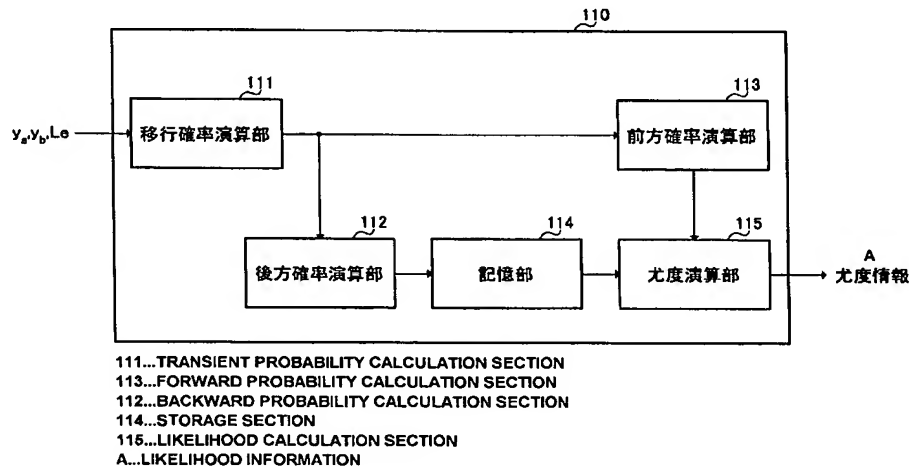 110
111
113
ya,yb,Le
移行確率演算部
前方確率演算部
112
114
115
後方確率演算部
記憶部
尤度演算部
A
尤度情報
111...TRANSIENT PROBABILITY CALCULATION SECTION
113...FORWARD PROBABILITY CALCULATION SECTION
112...BACKWARD PROBABILITY CALCULATION SECTION
114...STORAGE SECTION
115...LIKELIHOOD CALCULATION SECTION
A...LIKELIHOOD INFORMATION